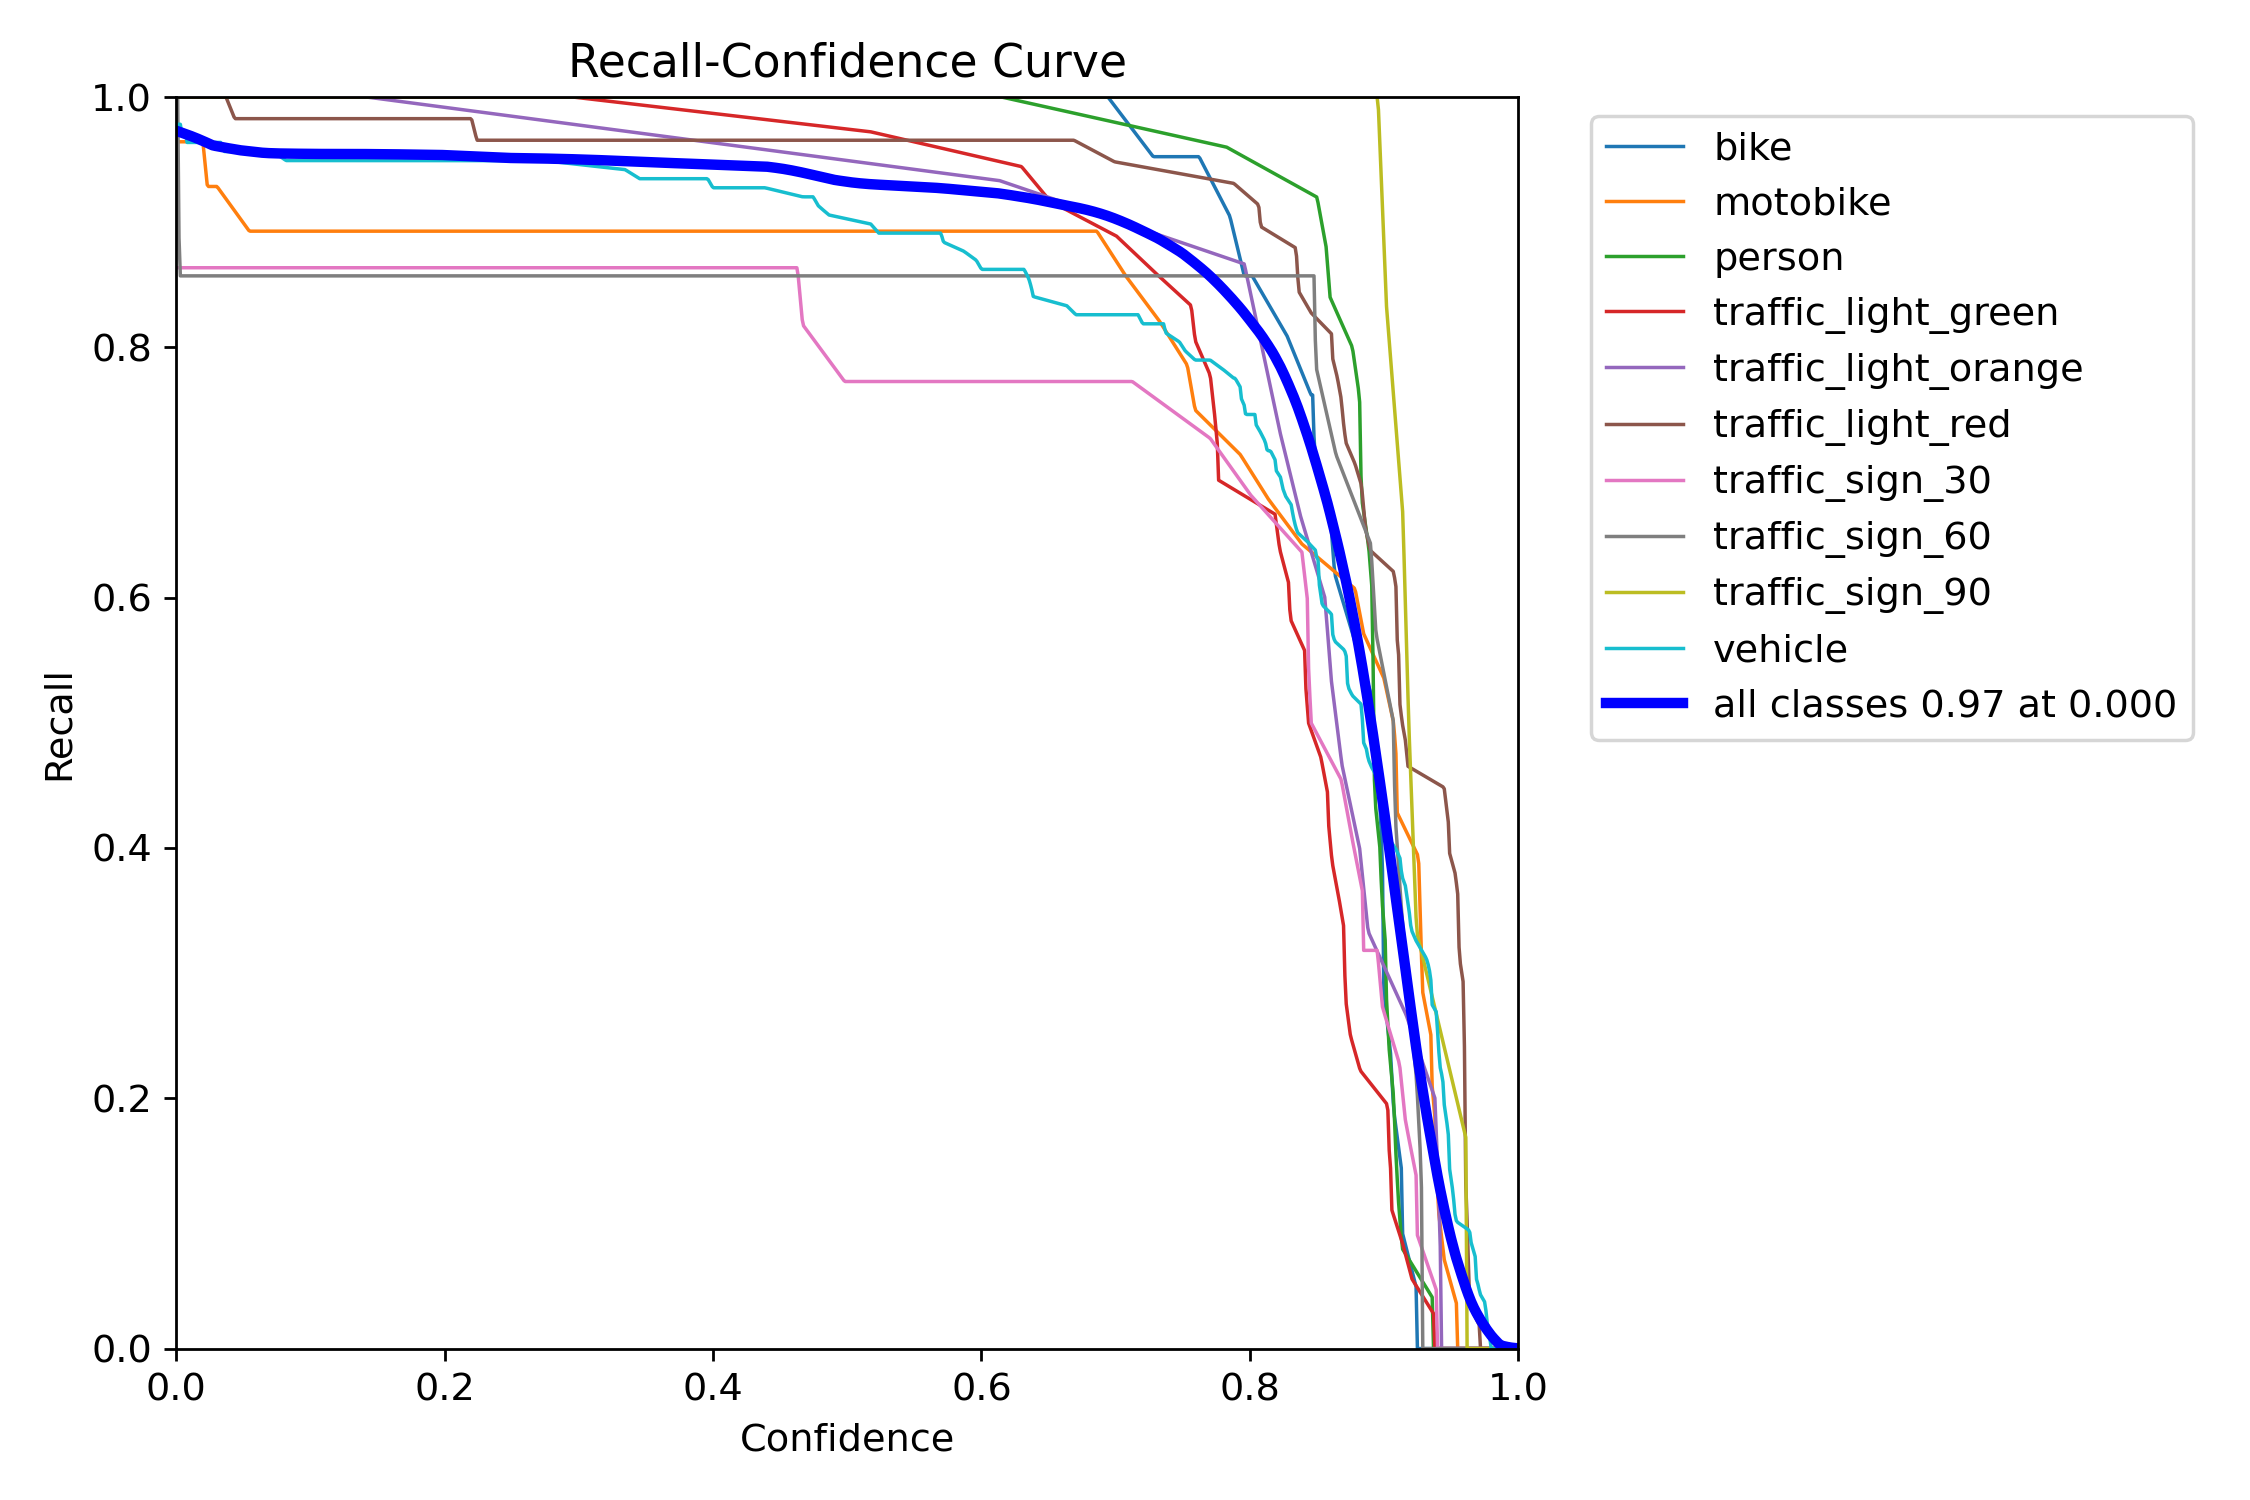 Recall-Confidence Curve
1.0
0.8
0.6
0.4
0.2
0.0
Recall
0.0 0.2 0.4 0.6 0.8 1.0
Confidence
bike
motobike
person
traffic_light_green
traffic_light_orange
traffic_light_red
traffic_sign_30
traffic_sign_60
traffic_sign_90
vehicle
all classes 0.97 at 0.000